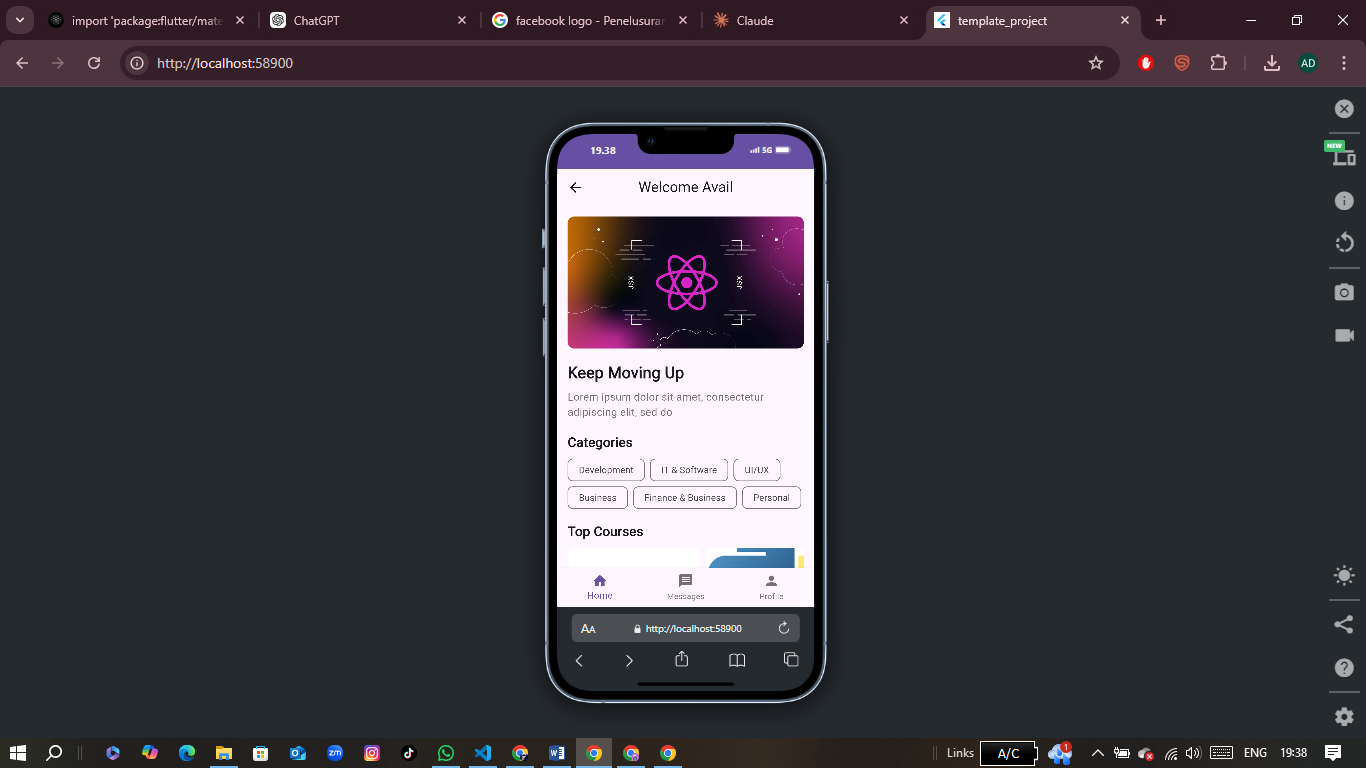 import 'package:flutter/mate
ChatGPT
facebook logo - Penelusuran
Claude
template_project
http://localhost:58900
AD
NEW
19.38
5G
Welcome Avail
JSX
JSX
Keep Moving Up
Lorem ipsum dolor sit amet, consectetur
adipiscing elit, sed do
Categories
Development
IT & Software
UI/UX
Business
Finance & Business
Personal
Top Courses
Home
Messages
Profile
AA
http://localhost:58900
zm
W
Links
A/C
1
ENG
19:38